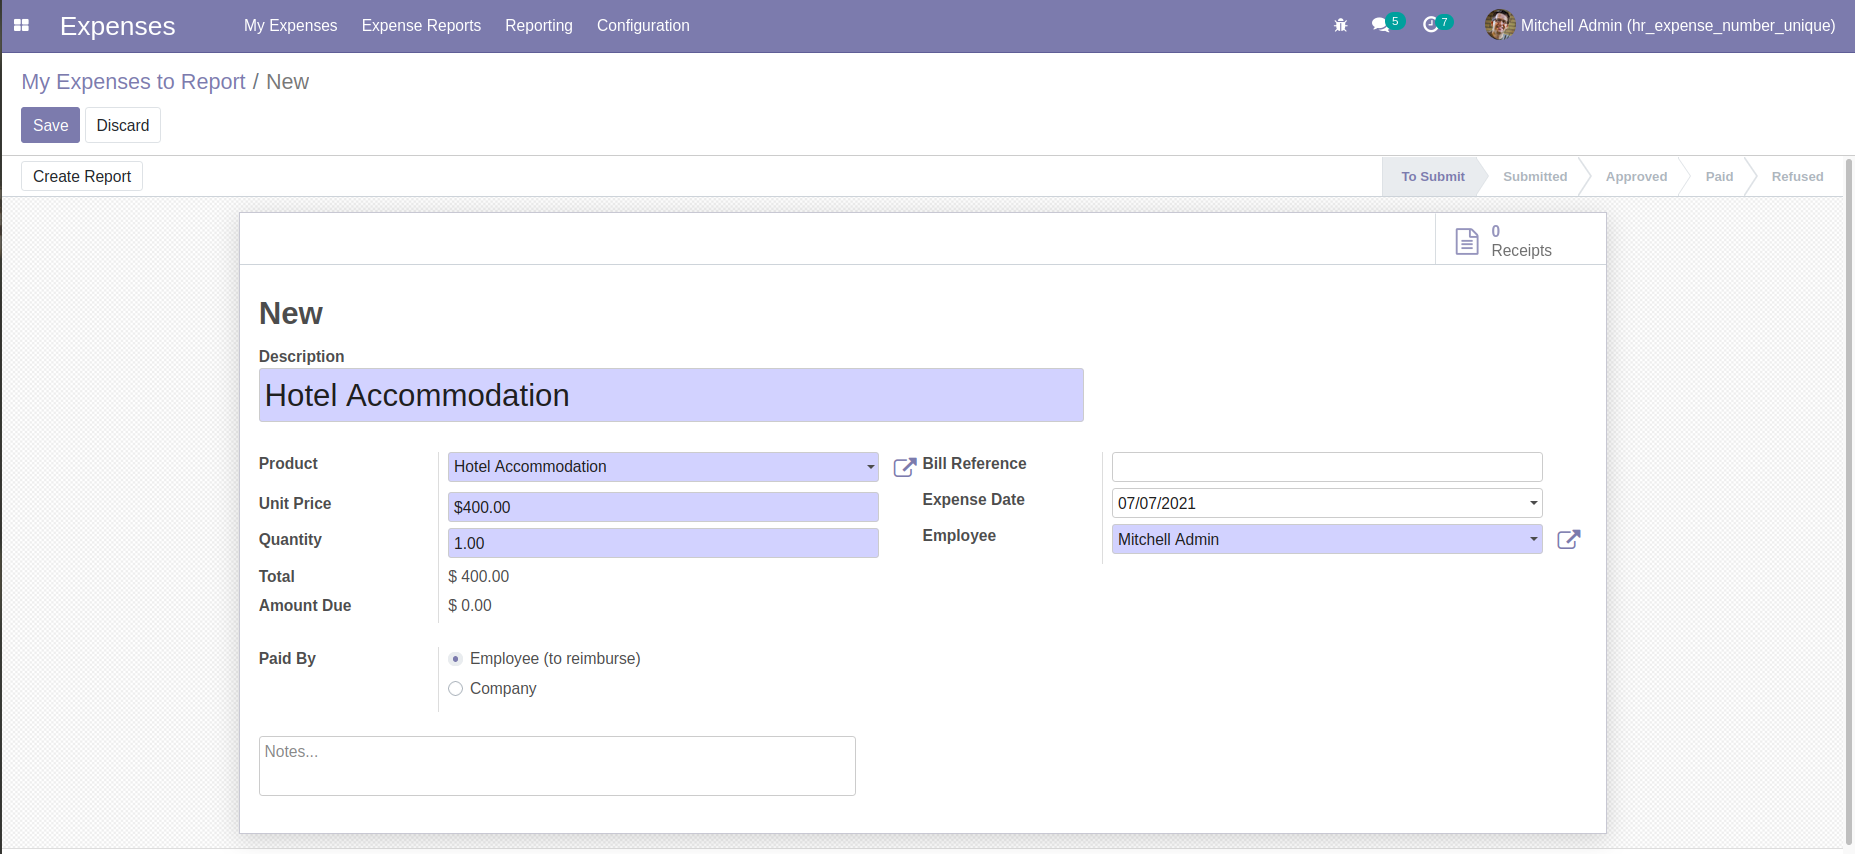 Expenses My Expenses Expense Reports Reporting Configuration 5 7 Mitchell Admin (hr_expense_number_unique)
My Expenses to Report / New
Save Discard
Create Report To Submit Submitted Approved Paid Refused
0
Receipts
New
Description
Hotel Accommodation
Product Hotel Accommodation Bill Reference
Unit Price $400.00 Expense Date 07/07/2021
Quantity 1.00 Employee Mitchell Admin
Total $ 400.00
Amount Due $ 0.00
Paid By Employee (to reimburse)
Company
Notes...